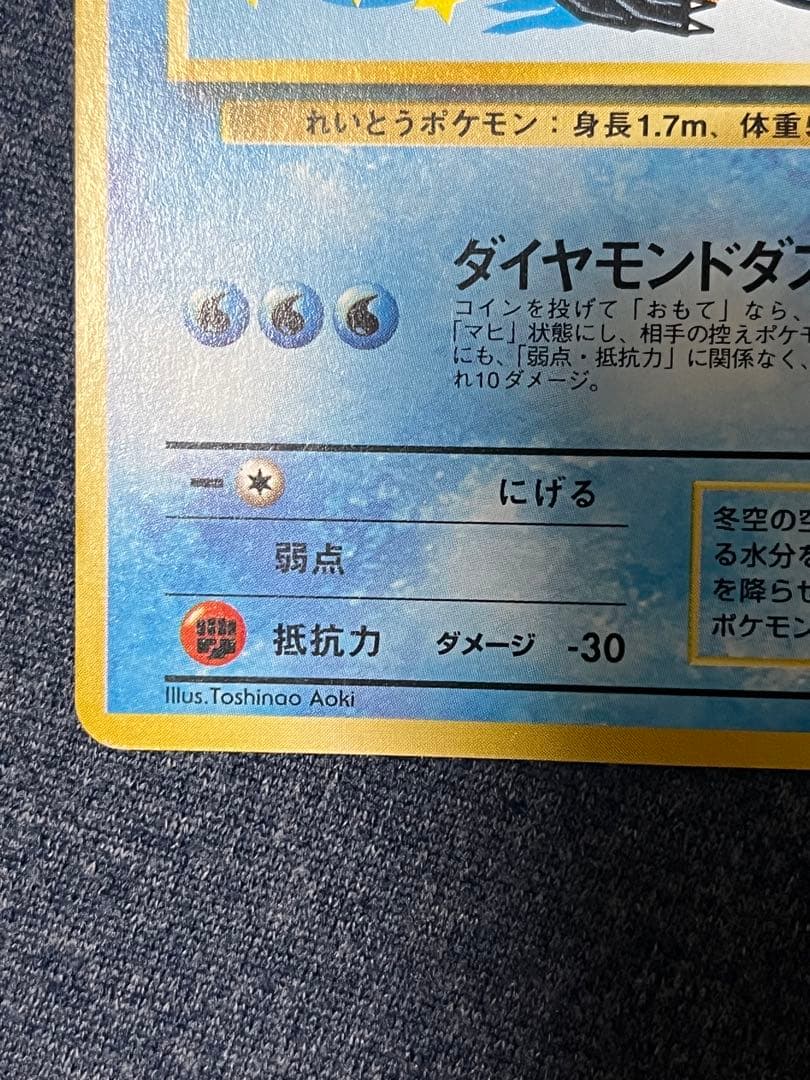 れいとうポケモン：身長1.7m、体重
ダイヤモンドダス
コインを投げて「おもて」なら、
「マヒ」状態にし、相手の控えポケモ
にも、「弱点・抵抗力」に関係なく、
れ10ダメージ。
にげる
弱点
抵抗力 ダメージ -30
冬空の空
る水分を
を降らせ
ポケモン
Illus.Toshinao Aoki